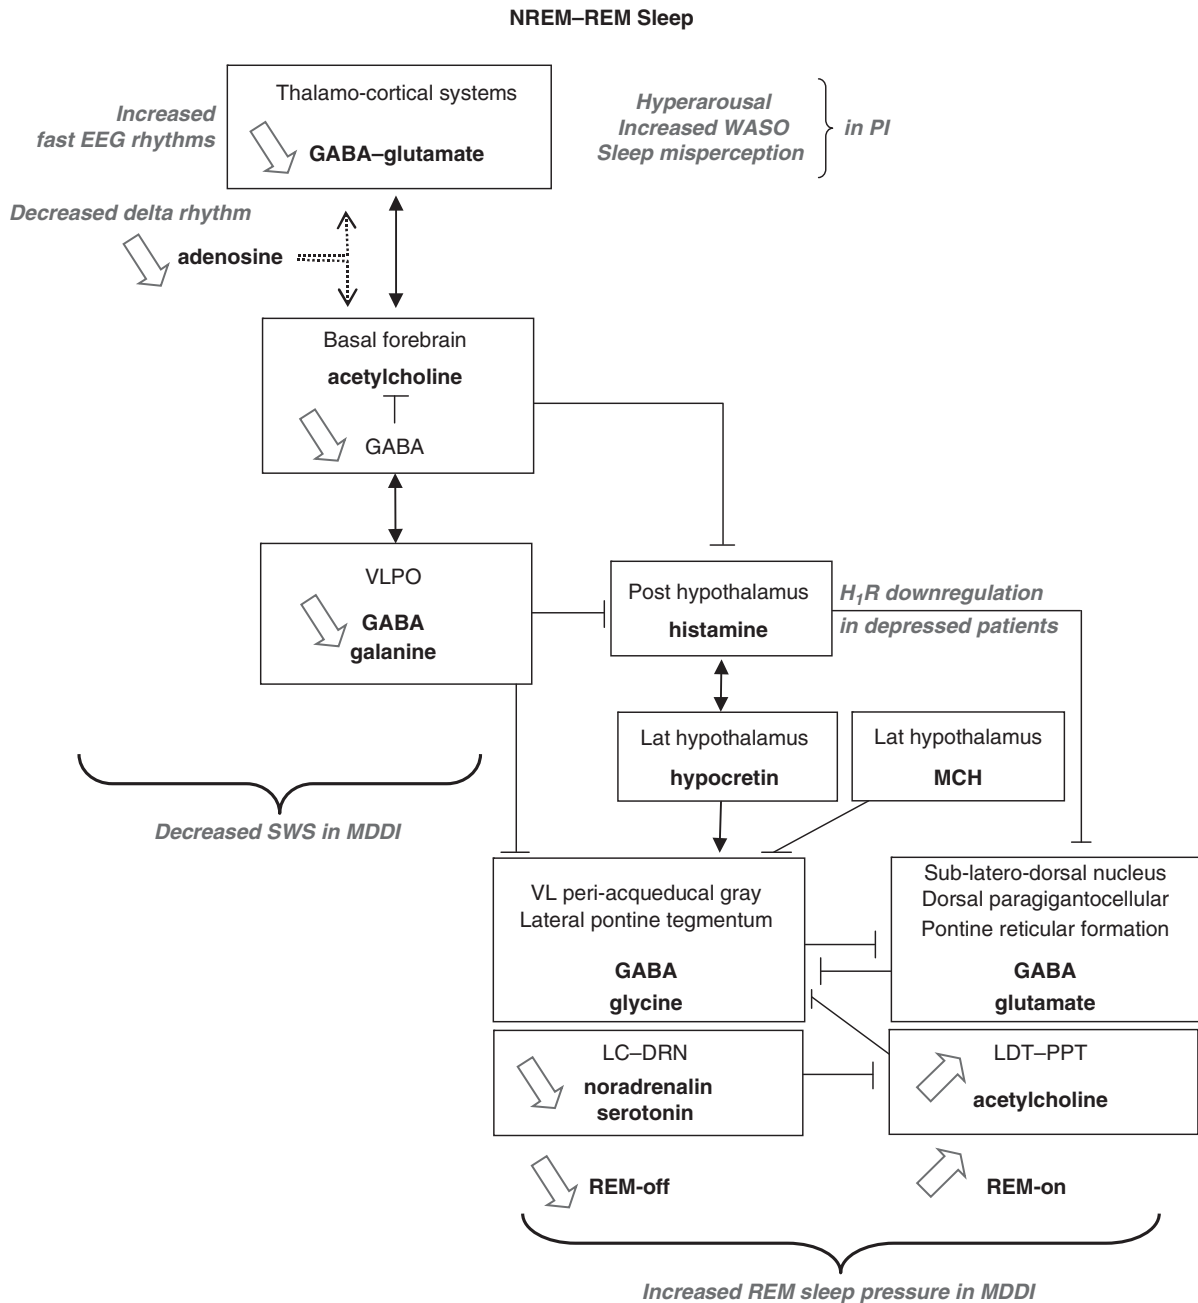 NREM–REM Sleep
Thalamo-cortical systems
GABA–glutamate
Increased
fast EEG rhythms
Hyperarousal
Increased WASO
Sleep misperception
in PI
Decreased delta rhythm
adenosine
Basal forebrain
acetylcholine
GABA
VLPO
GABA
galanine
Post hypothalamus
histamine
H₁R downregulation
in depressed patients
Lat hypothalamus
hypocretin
Lat hypothalamus
MCH
Decreased SWS in MDDI
VL peri-acqueducal gray
Lateral pontine tegmentum
GABA
glycine
Sub-latero-dorsal nucleus
Dorsal paragigantocellular
Pontine reticular formation
GABA
glutamate
LC–DRN
noradrenalin
serotonin
LDT–PPT
acetylcholine
REM-off
REM-on
Increased REM sleep pressure in MDDI